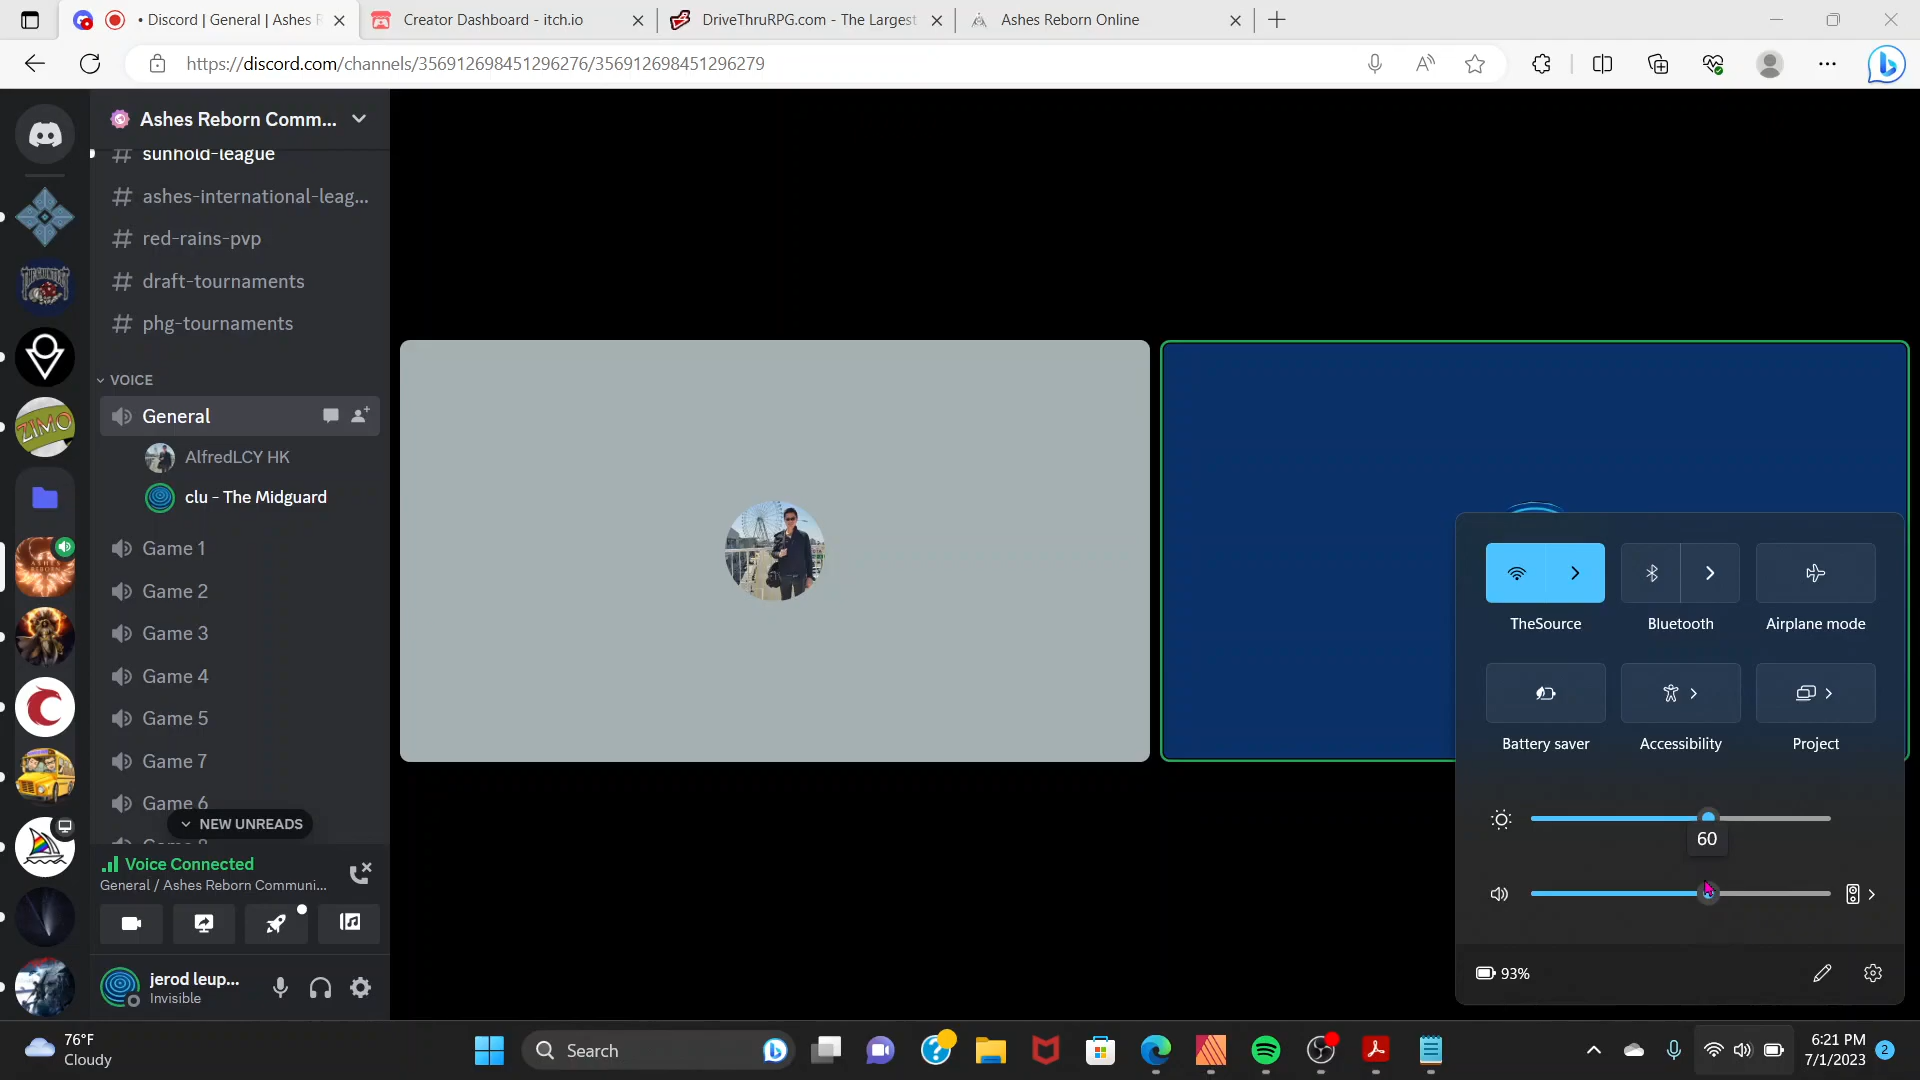 • Discord | General | Ashes R
Creator Dashboard - itch.io
DriveThruRPG.com - The Largest
Ashes Reborn Online
https://discord.com/channels/356912698451296276/356912698451296279
Ashes Reborn Comm...
# sunhold-league
# ashes-international-leag...
# red-rains-pvp
# draft-tournaments
# phg-tournaments
VOICE
General
AlfredLCY HK
clu - The Midguard
Game 1
Game 2
Game 3
Game 4
Game 5
Game 7
Game 6
NEW UNREADS
Voice Connected
General / Ashes Reborn Communi...
jerod leup...
Invisible
ZIMO
TheSource
Bluetooth
Airplane mode
Battery saver
Accessibility
Project
60
93%
76°F
Cloudy
Search
6:21 PM
7/1/2023
2